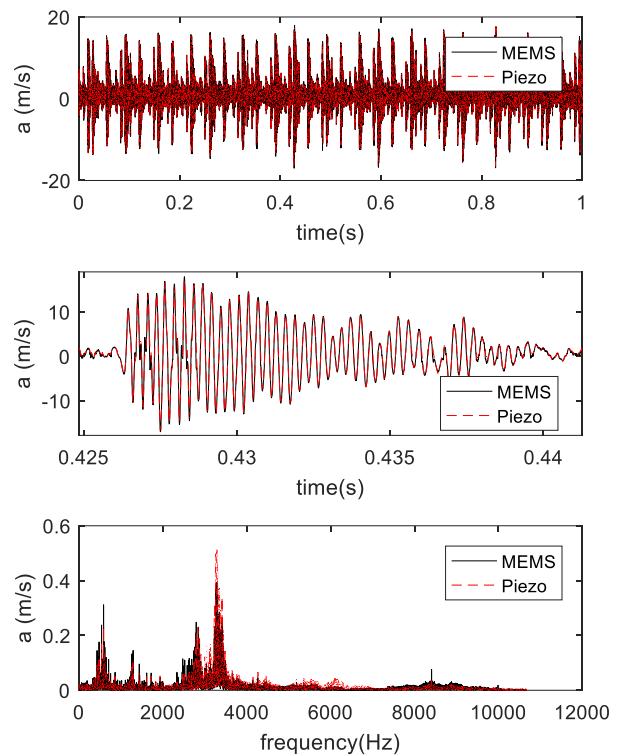 20
0
-20
a (m/s)
MEMS
Piezo
0 0.2 0.4 0.6 0.8 1
time(s)
10
0
-10
a (m/s)
MEMS
Piezo
0.425 0.43 0.435 0.44
time(s)
0.6
0.4
0.2
0
a (m/s)
MEMS
Piezo
0 2000 4000 6000 8000 10000 12000
frequency(Hz)